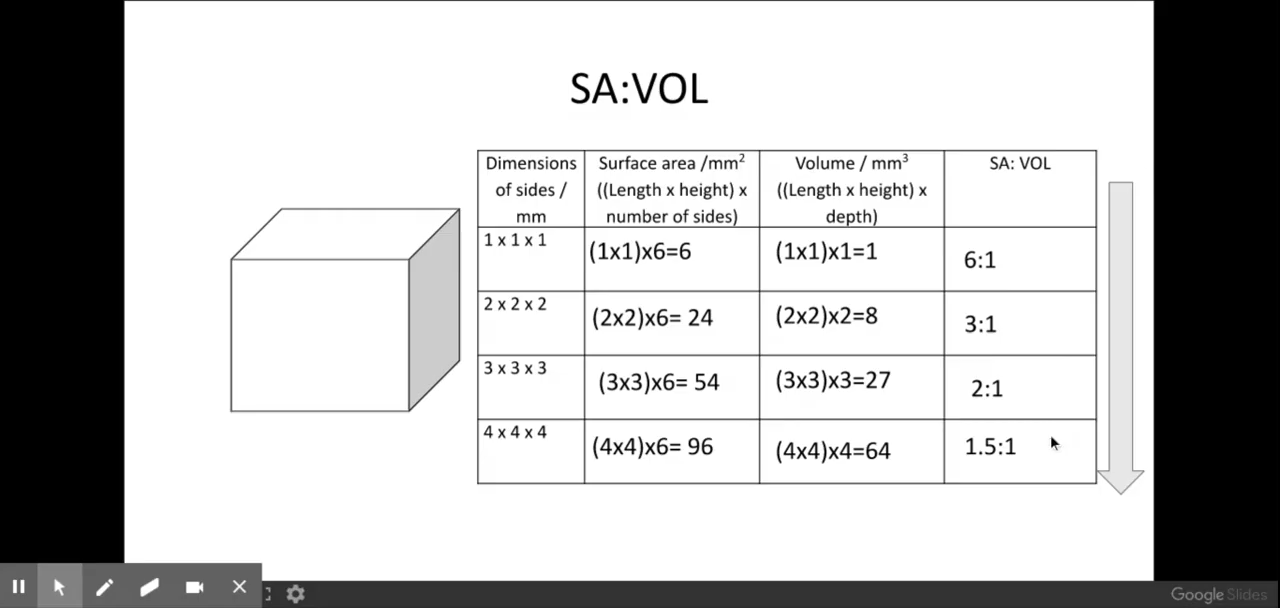 SA:VOL
Dimensions of sides / mm
Surface area /mm² ((Length x height) x number of sides)
Volume / mm³ ((Length x height) x depth)
SA: VOL
1 x 1 x 1
(1x1)x6=6
(1x1)x1=1
6:1
2 x 2 x 2
(2x2)x6= 24
(2x2)x2=8
3:1
3 x 3 x 3
(3x3)x6= 54
(3x3)x3=27
2:1
4 x 4 x 4
(4x4)x6= 96
(4x4)x4=64
1.5:1
Google Slides